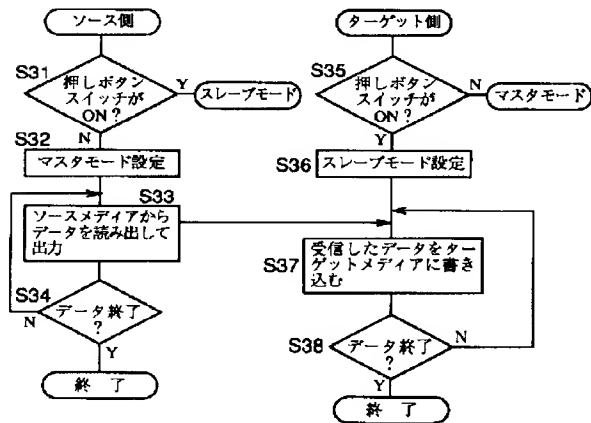 ソース側
S31
押しボタン
スイッチが
ON?
Y
スレーブモード
N
S32
マスタモード設定
S33
ソースメディアから
データを読み出して
出力
S34
データ終了
?
N
Y
終了
ターゲット側
S35
押しボタン
スイッチが
ON?
N
マスタモード
Y
S36
スレーブモード設定
S37
受信したデータをター
ゲットメディアに書き
込む
S38
データ終了
?
N
Y
終了